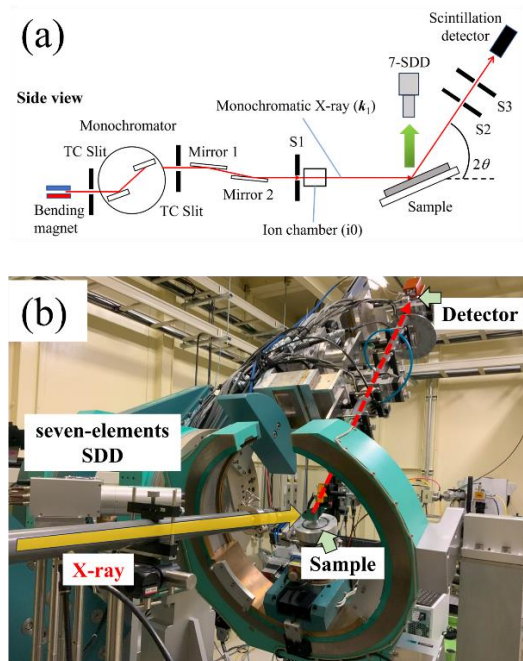 (a)
Scintillation
detector
7-SDD
Side view
Monochromatic X-ray (k₁)
S3
Monochromator
S2
TC Slit
Mirror 1
S1
2θ
Mirror 2
Bending
magnet
TC Slit
Sample
Ion chamber (i0)
(b)
Detector
seven-elements
SDD
X-ray
Sample